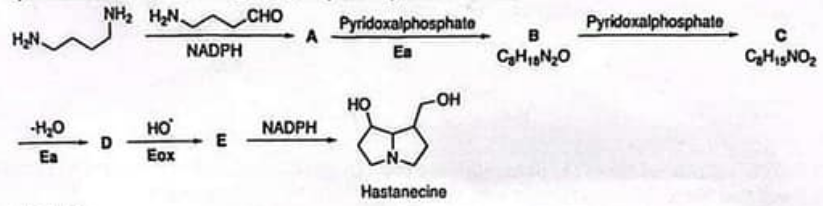 H₂N NH₂ H₂N CHO NADPH A Pyridoxalphosphate Ea B C₈H₁₈N₂O Pyridoxalphosphate C C₈H₁₅NO₂
-H₂O Ea D HO• Eox E NADPH HO OH N
Hastanecine